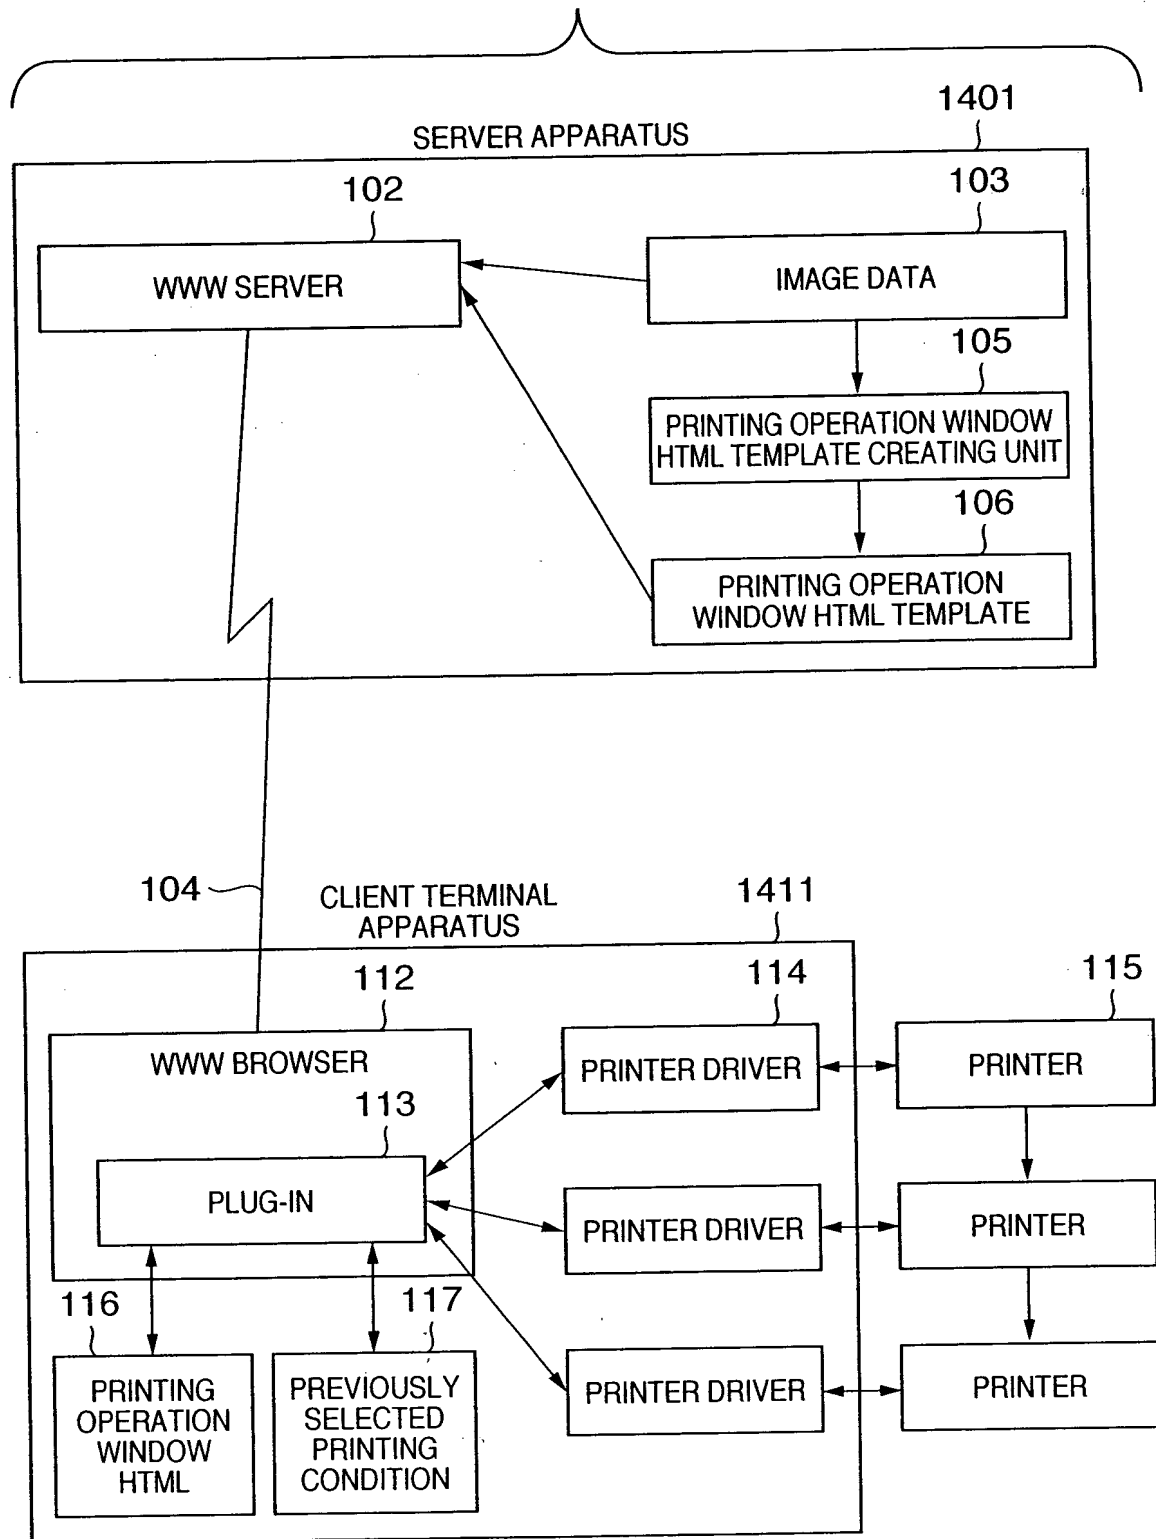 1401
SERVER APPARATUS
102
103
WWW SERVER
IMAGE DATA
105
PRINTING OPERATION WINDOW
HTML TEMPLATE CREATING UNIT
106
PRINTING OPERATION
WINDOW HTML TEMPLATE
104
CLIENT TERMINAL
APPARATUS
1411
112
114
115
WWW BROWSER
PRINTER DRIVER
PRINTER
113
PLUG-IN
PRINTER DRIVER
PRINTER
116
117
PRINTING
OPERATION
WINDOW
HTML
PREVIOUSLY
SELECTED
PRINTING
CONDITION
PRINTER DRIVER
PRINTER